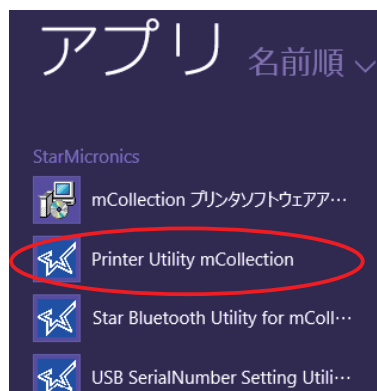 アプリ 名前順
StarMicronics
mCollection プリンタソフトウェアア…
Printer Utility mCollection
Star Bluetooth Utility for mColl…
USB SerialNumber Setting Utili…